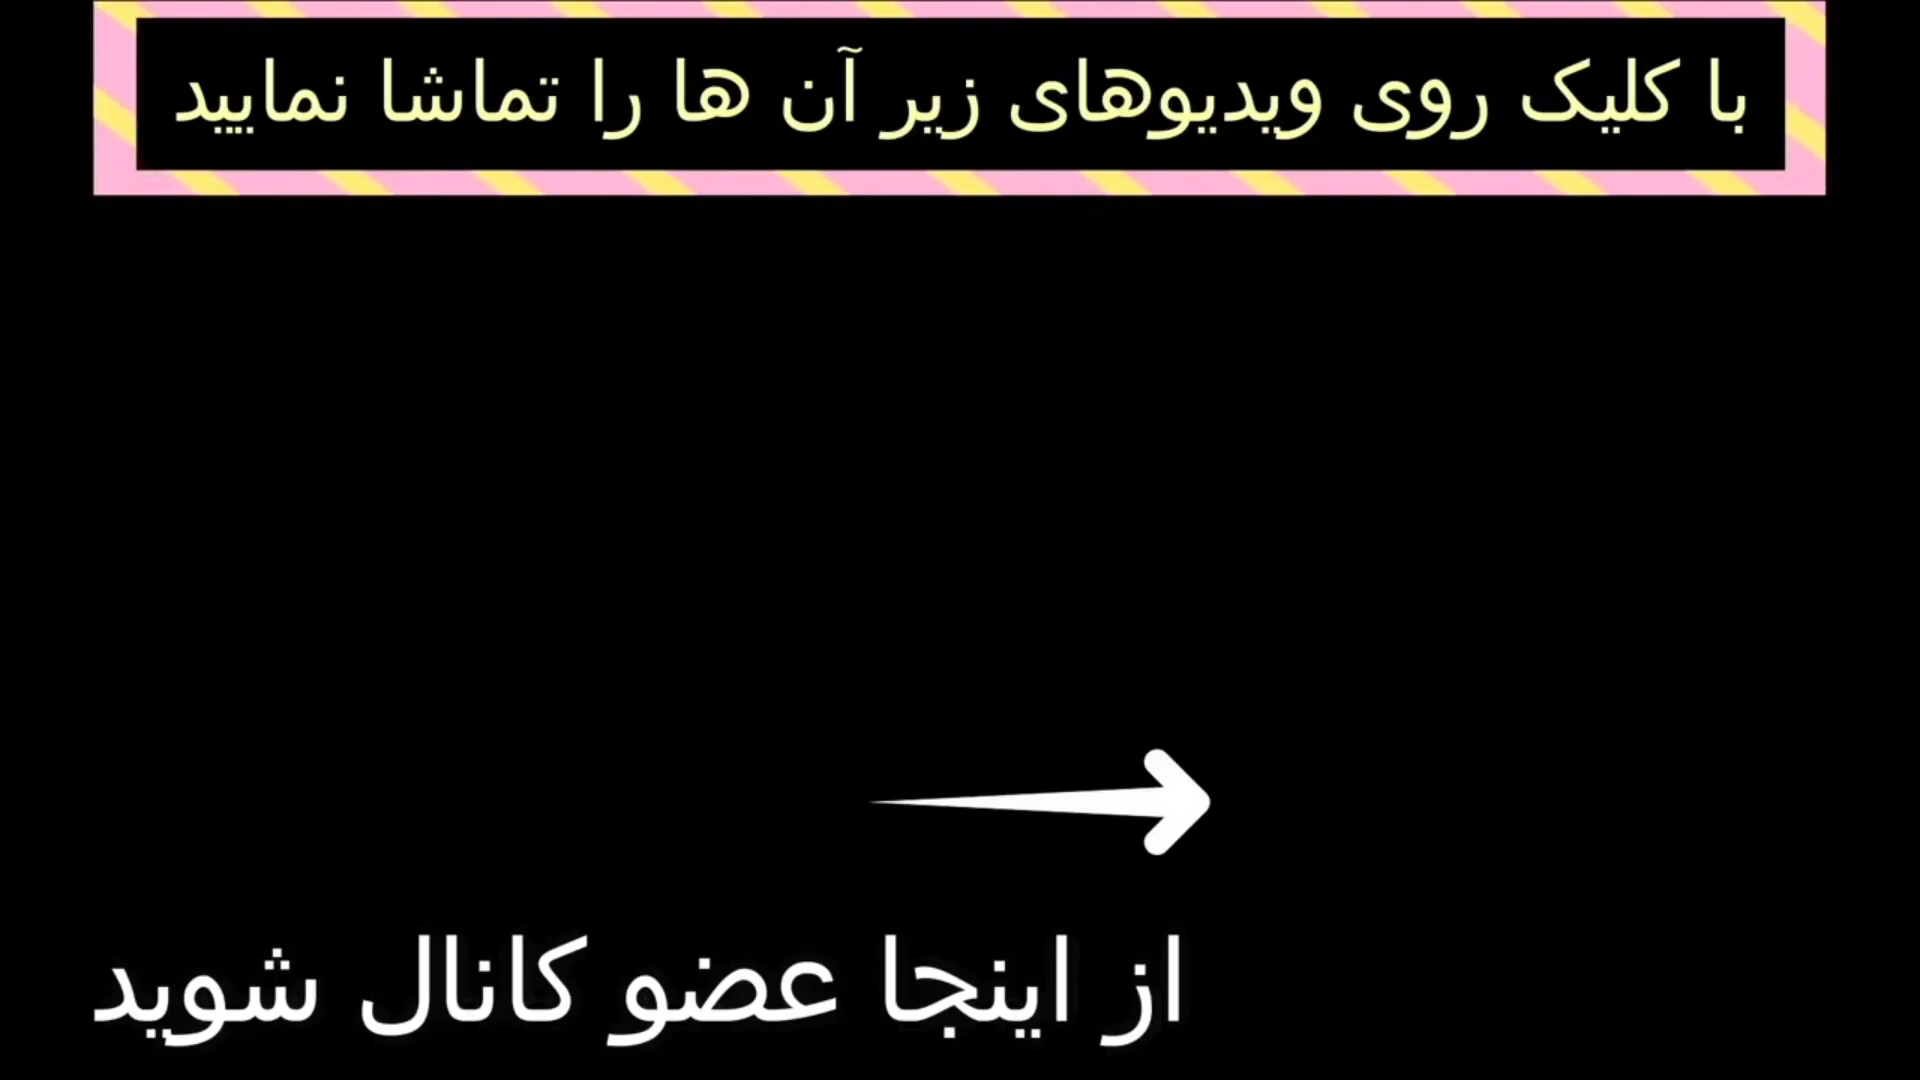 با کلیک روی ویدیوهای زیر آن ها را تماشا نمایید
از اینجا عضو کانال شوید